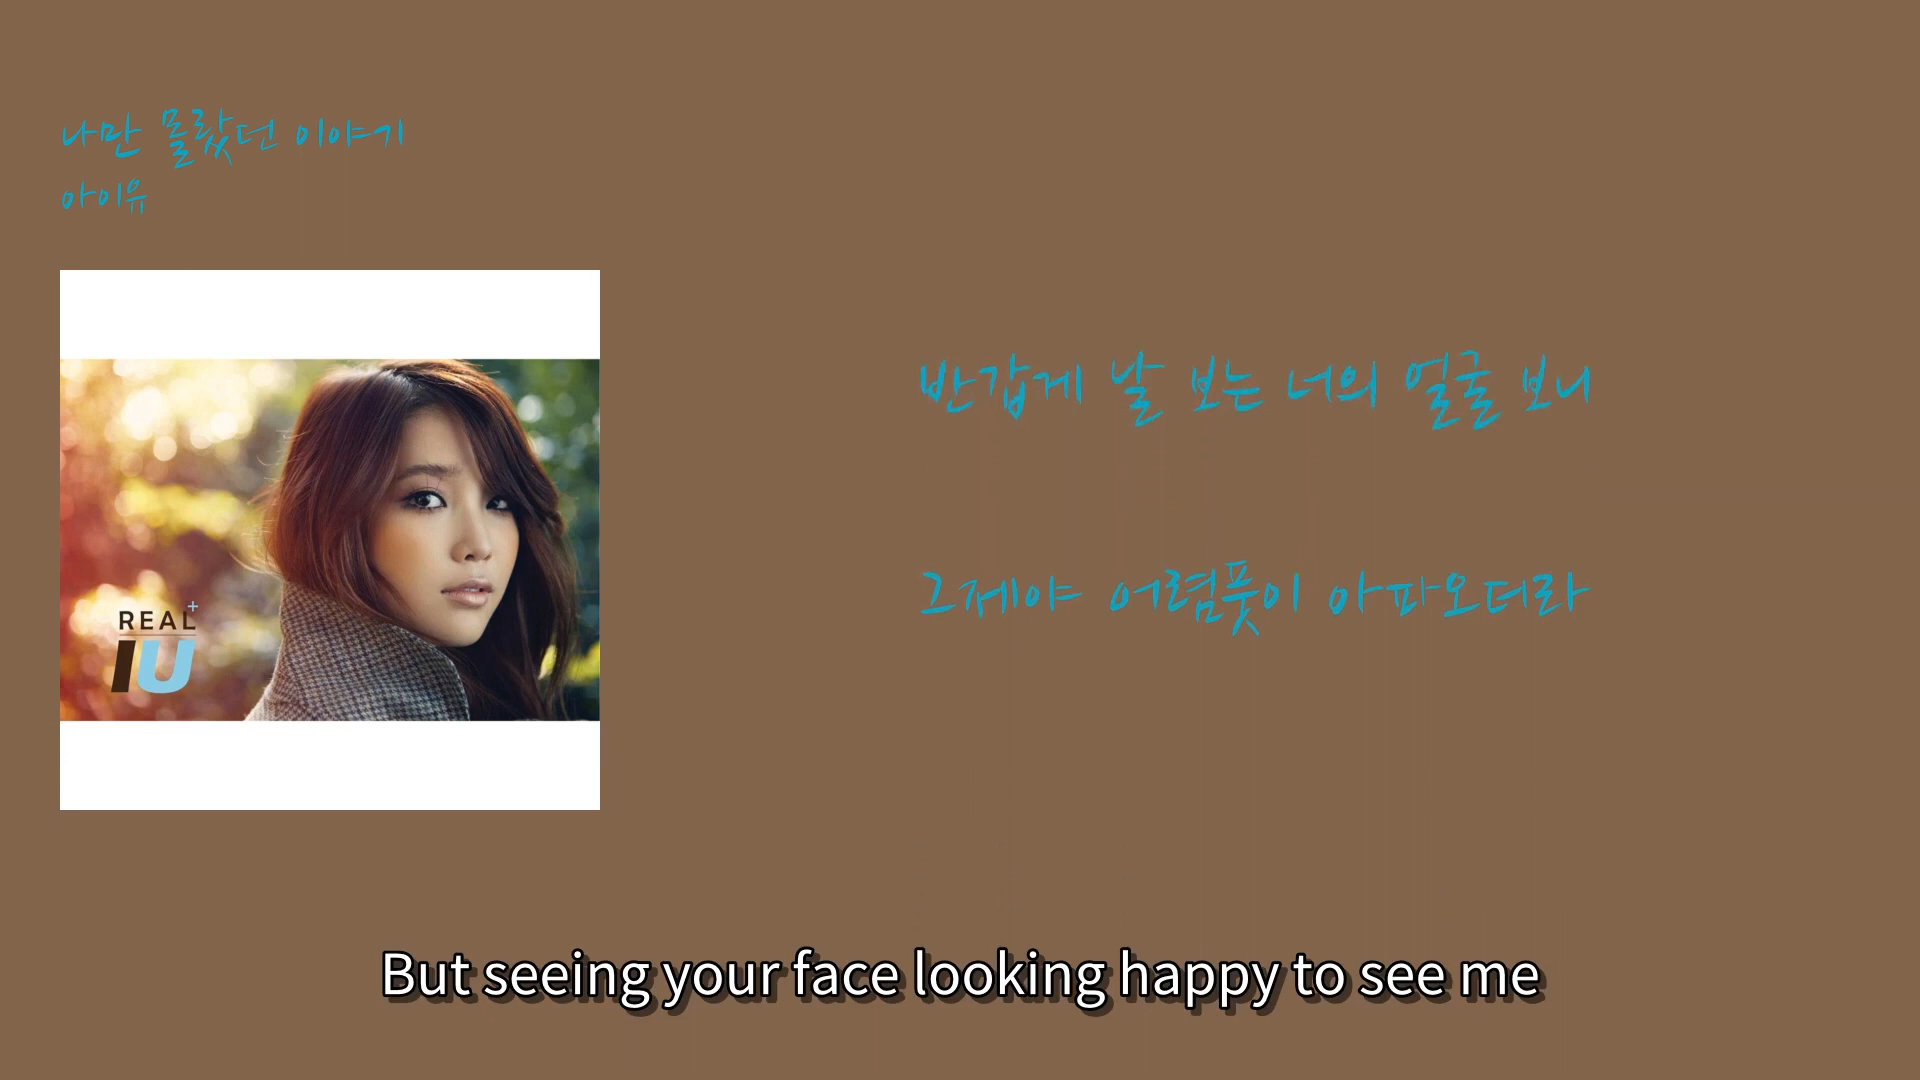 나만 몰랐던 이야기
아이유
REAL+
IU
반갑게 날 보는 너의 얼굴 보니
그제야 어렴풋이 아파오더라
But seeing your face looking happy to see me